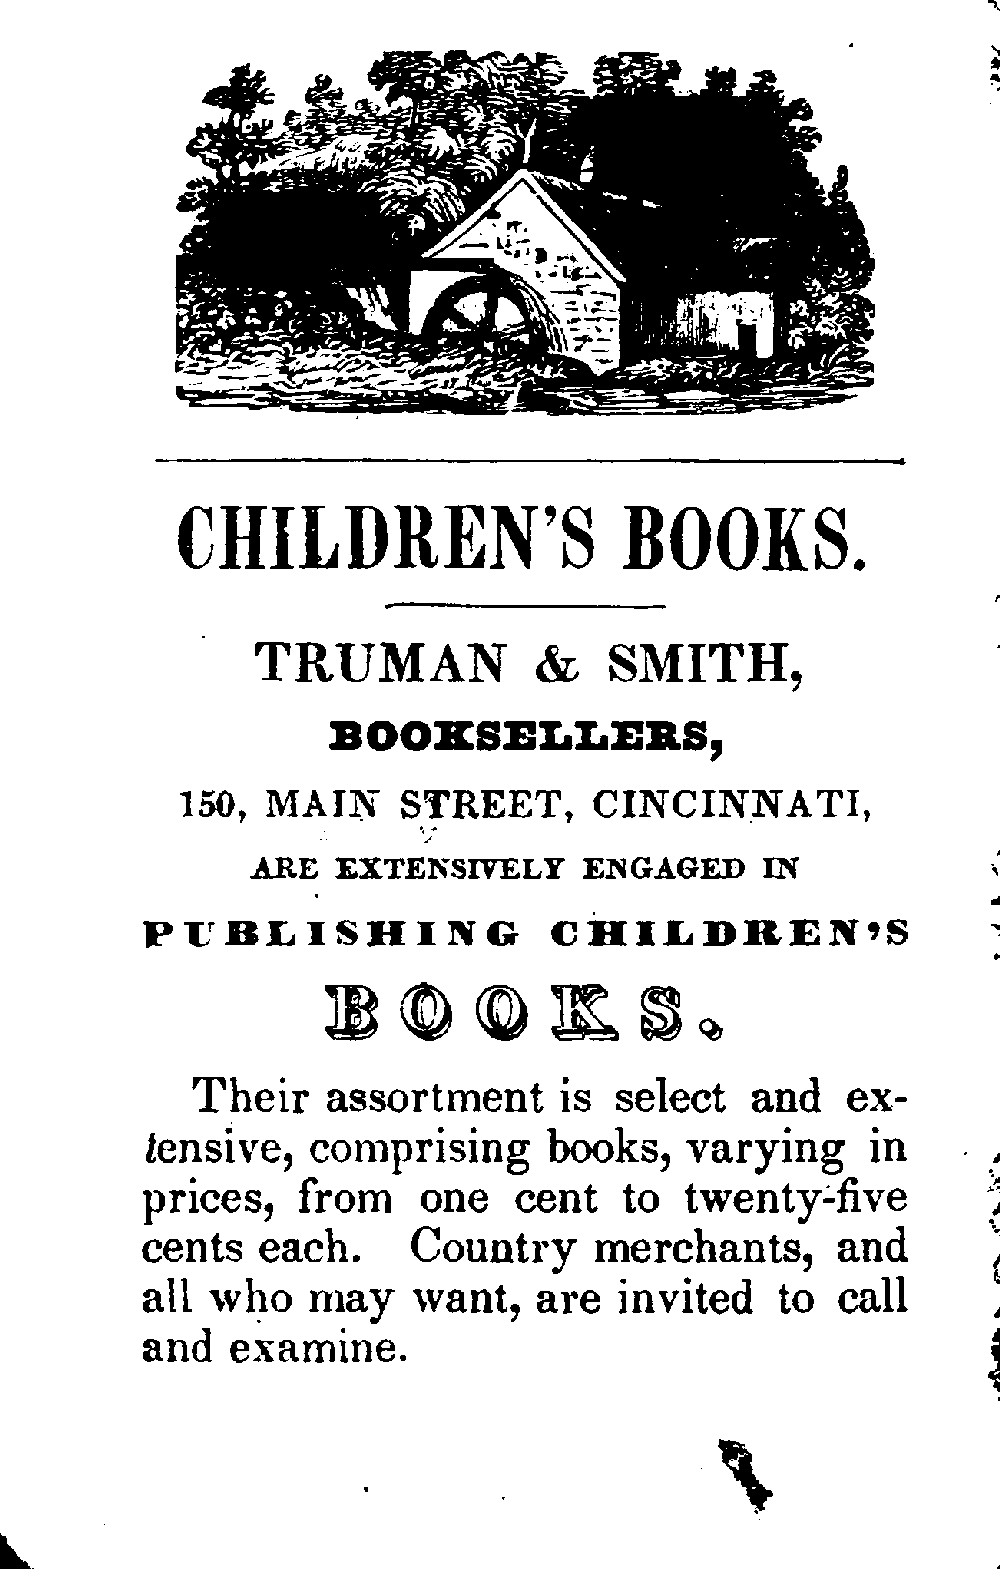 CHILDREN'S BOOKS.
TRUMAN & SMITH,
BOOKSELLERS,
150, MAIN STREET, CINCINNATI,
ARE EXTENSIVELY ENGAGED IN
PUBLISHING CHILDREN'S
BOOKS.
Their assortment is select and ex-
tensive, comprising books, varying in
prices, from one cent to twenty-five
cents each. Country merchants, and
all who may want, are invited to call
and examine.